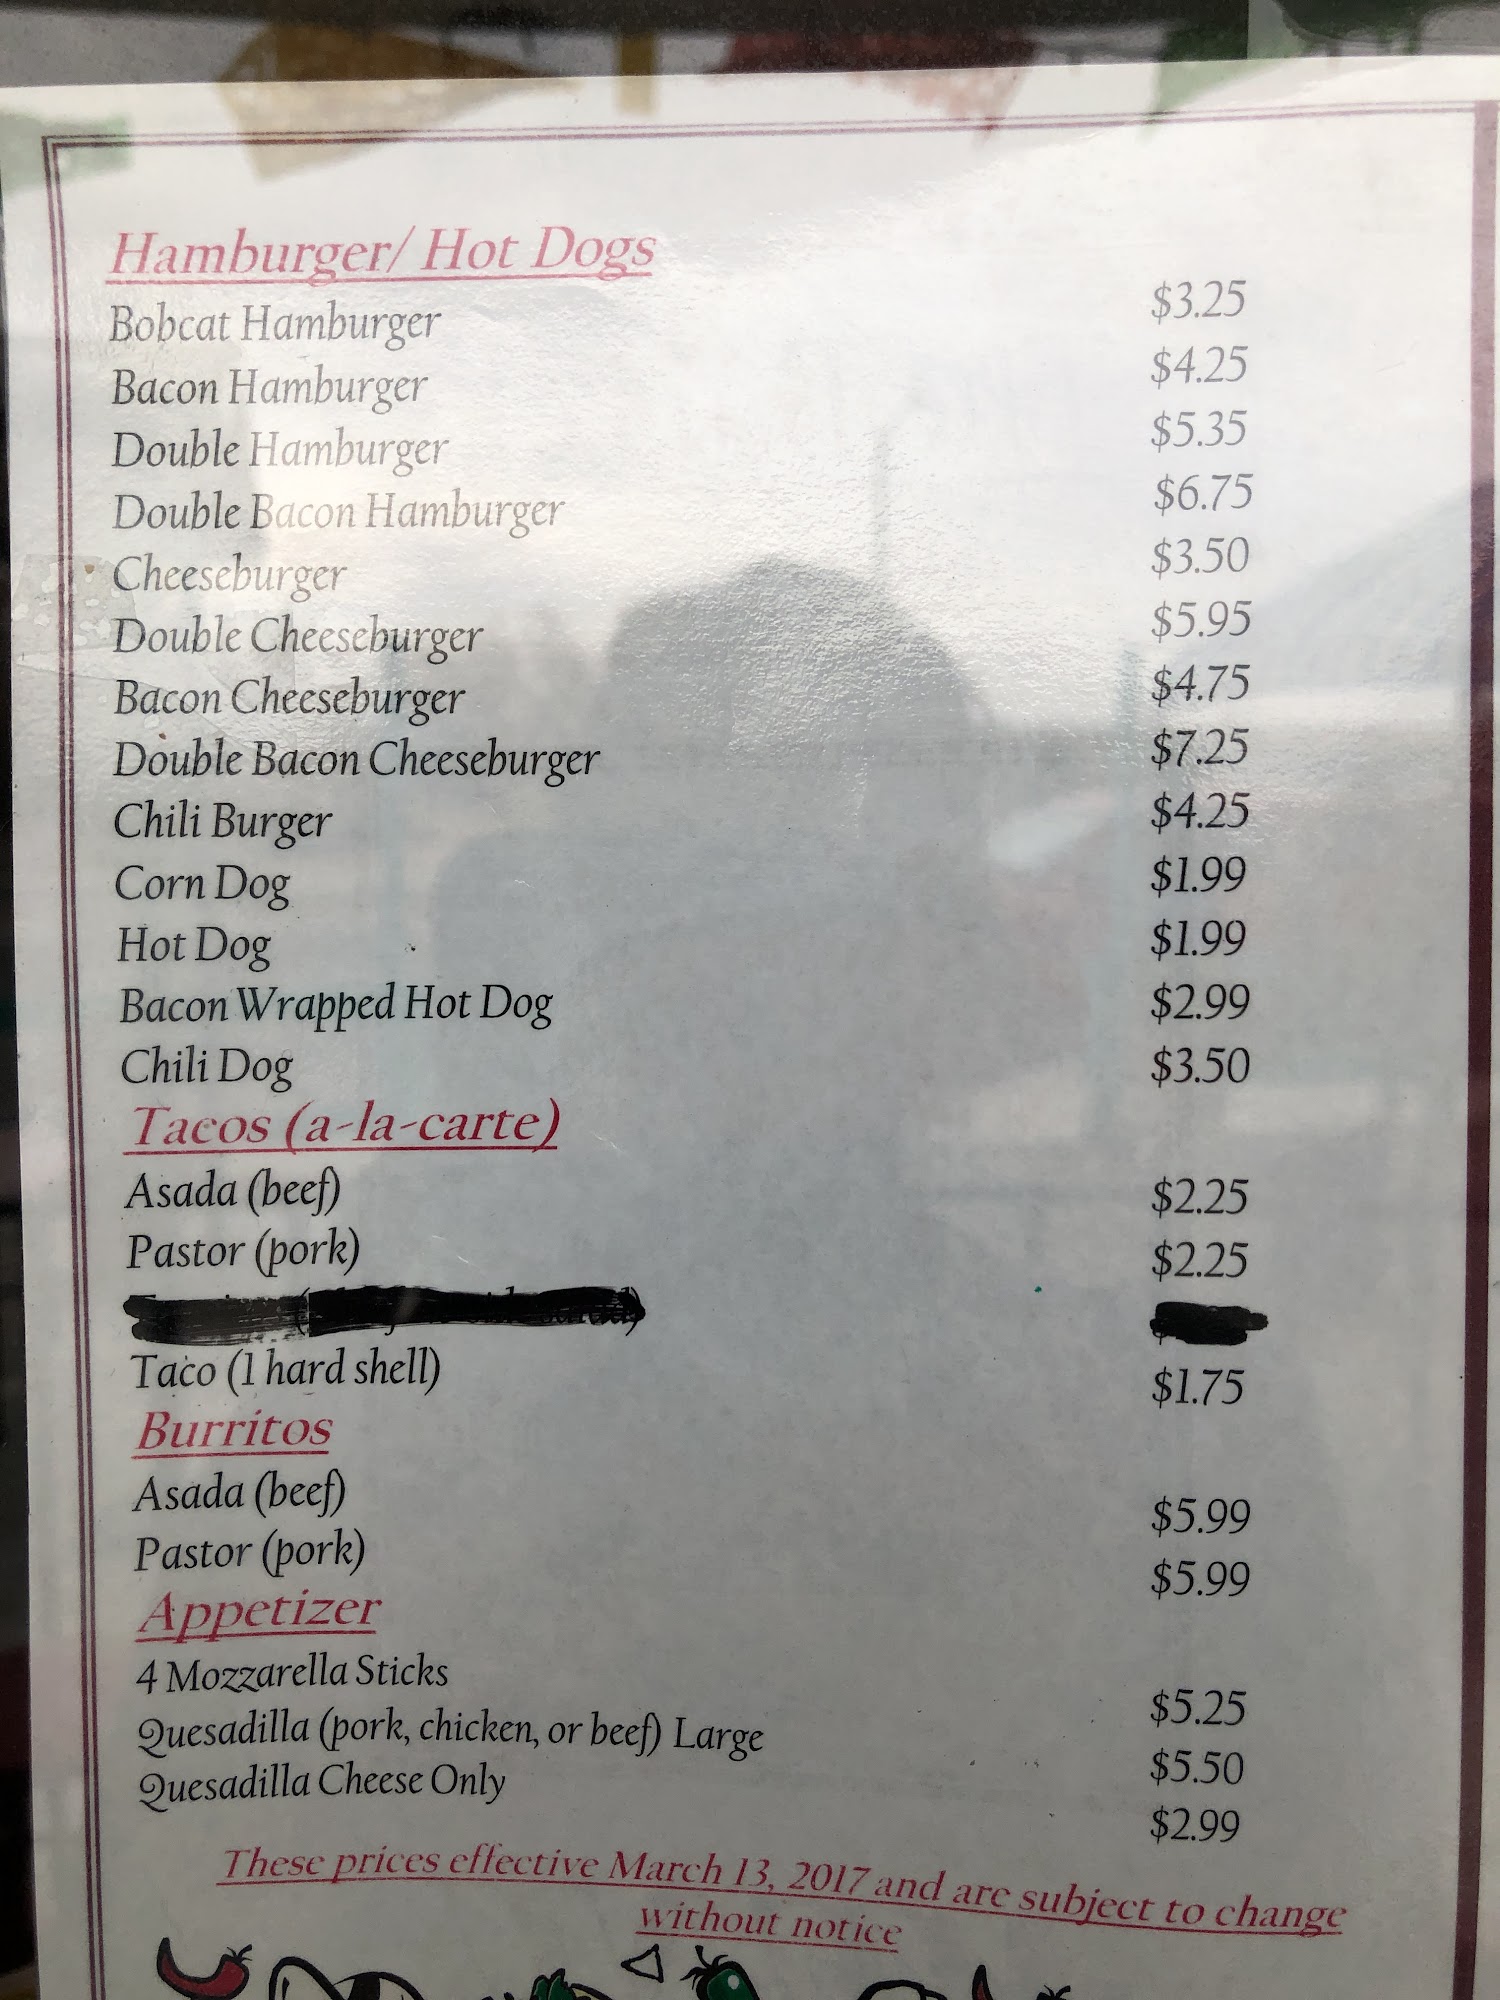 Hamburger/ Hot Dogs
Bobcat Hamburger $3.25
Bacon Hamburger $4.25
Double Hamburger $5.35
Double Bacon Hamburger $6.75
Cheeseburger $3.50
Double Cheeseburger $5.95
Bacon Cheeseburger $4.75
Double Bacon Cheeseburger $7.25
Chili Burger $4.25
Corn Dog $1.99
Hot Dog $1.99
Bacon Wrapped Hot Dog $2.99
Chili Dog $3.50
Tacos (a-la-carte)
Asada (beef) $2.25
Pastor (pork) $2.25
Taco (1 hard shell) $1.75
Burritos
Asada (beef) $5.99
Pastor (pork) $5.99
Appetizer
4 Mozzarella Sticks $5.25
Quesadilla (pork, chicken, or beef) Large $5.50
Quesadilla Cheese Only $2.99
These prices effective March 13, 2017 and are subject to change
without notice